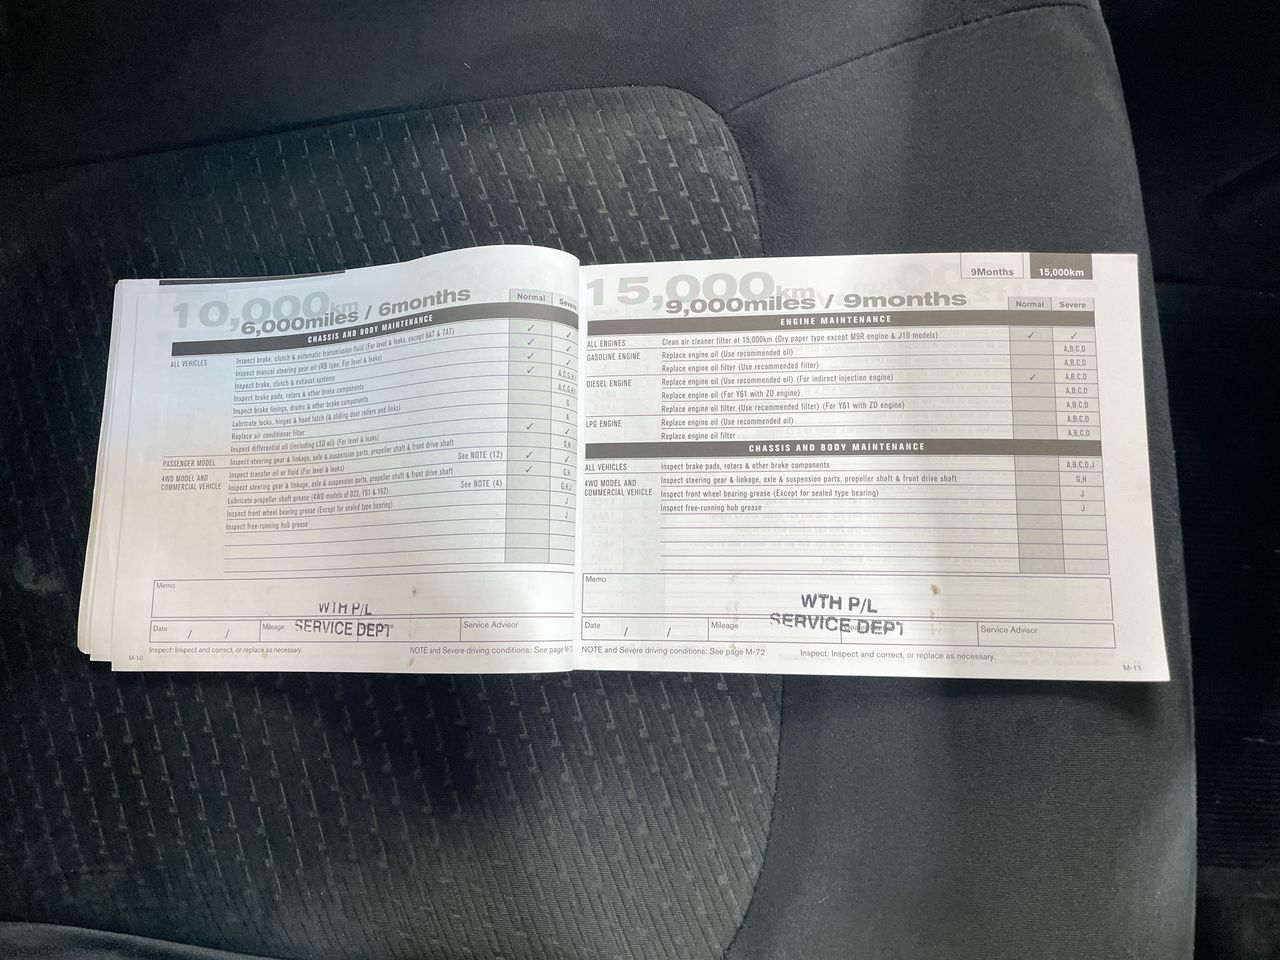 10,000km
6,000miles / 6months
Normal
Severe
CHASSIS AND BODY MAINTENANCE
ALL VEHICLES
Inspect brake, clutch & automatic transmission fluid (For level & leaks, except 6AT & 7AT)
Inspect manual steering gear oil (RB type, For level & leaks)
Inspect brake, clutch & exhaust systems
Inspect brake pads, rotors & other brake components
Inspect brake linings, drums & other brake components
Lubricate locks, hinges & hood latch (& sliding door rollers and links)
Replace air conditioner filter
Inspect differential oil (including LSD oil) (For level & leaks)
PASSENGER MODEL
Inspect steering gear & linkage, axle & suspension parts, propeller shaft & front drive shaft
4WD MODEL AND
COMMERCIAL VEHICLE
Inspect transfer oil or fluid (For level & leaks) See NOTE (12)
Inspect steering gear & linkage, axle & suspension parts, propeller shaft & front drive shaft
Lubricate propeller shaft grease (4WD models of D22, Y61 & Y62) See NOTE (4)
Inspect front wheel bearing grease (Except for sealed type bearing)
Inspect free-running hub grease
Memo
WTH P/L
SERVICE DEPT
Date / /
Mileage
Service Advisor
Inspect: Inspect and correct, or replace as necessary.
NOTE and Severe driving conditions: See page
M-10
9Months
15,000km
15,000km
9,000miles / 9months
Normal
Severe
ENGINE MAINTENANCE
ALL ENGINES
Clean air cleaner filter at 15,000km (Dry paper type except M9R engine & J10 models) ✓ ✓
GASOLINE ENGINE
Replace engine oil (Use recommended oil) A,B,C,D
Replace engine oil filter (Use recommended filter) A,B,C,D
DIESEL ENGINE
Replace engine oil (Use recommended oil) (For indirect injection engine) ✓ A,B,C,D
Replace engine oil (For Y61 with ZD engine) A,B,C,D
Replace engine oil filter (Use recommended filter) (For Y61 with ZD engine) A,B,C,D
LPG ENGINE
Replace engine oil (Use recommended oil) A,B,C,D
Replace engine oil filter A,B,C,D
CHASSIS AND BODY MAINTENANCE
ALL VEHICLES
Inspect brake pads, rotors & other brake components A,B,C,D,J
4WD MODEL AND
COMMERCIAL VEHICLE
Inspect steering gear & linkage, axle & suspension parts, propeller shaft & front drive shaft G,H
Inspect front wheel bearing grease (Except for sealed type bearing) J
Inspect free-running hub grease J
Memo
WTH P/L
SERVICE DEPT
Date / /
Mileage
Service Advisor
NOTE and Severe driving conditions: See page M-72
Inspect: Inspect and correct, or replace as necessary.
M-11